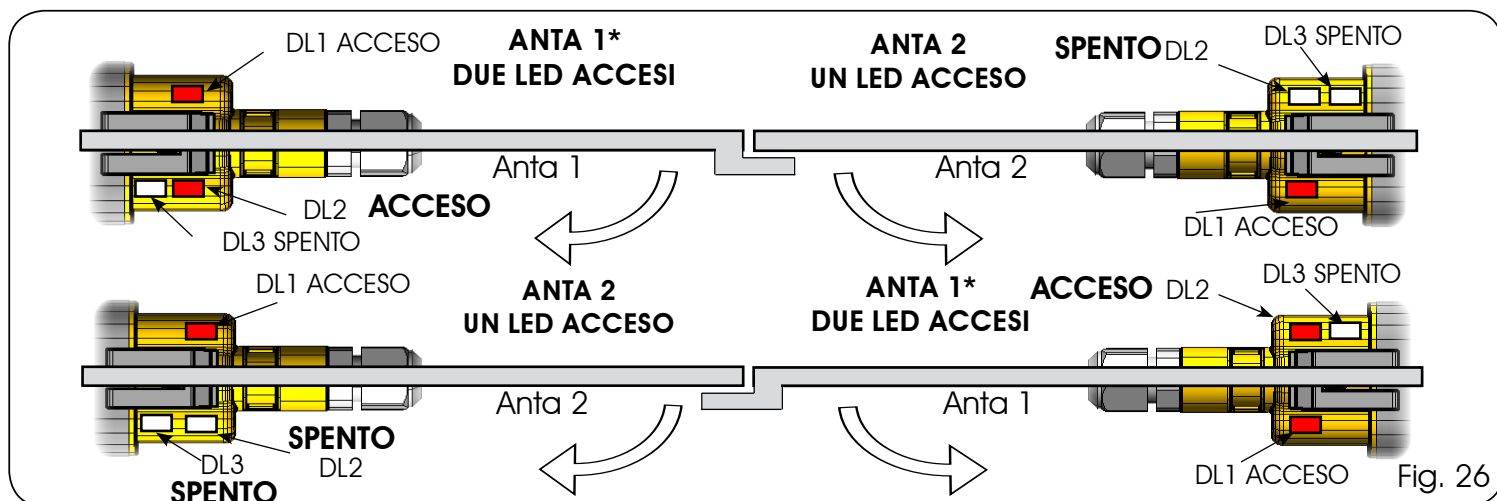 DL1 ACCESO
ANTA 1*
DUE LED ACCESI
ANTA 2
UN LED ACCESO
SPENTO DL2
DL3 SPENTO
Anta 1
Anta 2
DL2 ACCESO
DL3 SPENTO
DL1 ACCESO
DL1 ACCESO
ANTA 2
UN LED ACCESO
ANTA 1*
DUE LED ACCESI
ACCESO DL2
DL3 SPENTO
Anta 2
Anta 1
SPENTO
DL3
DL2
SPENTO
DL1 ACCESO
Fig. 26